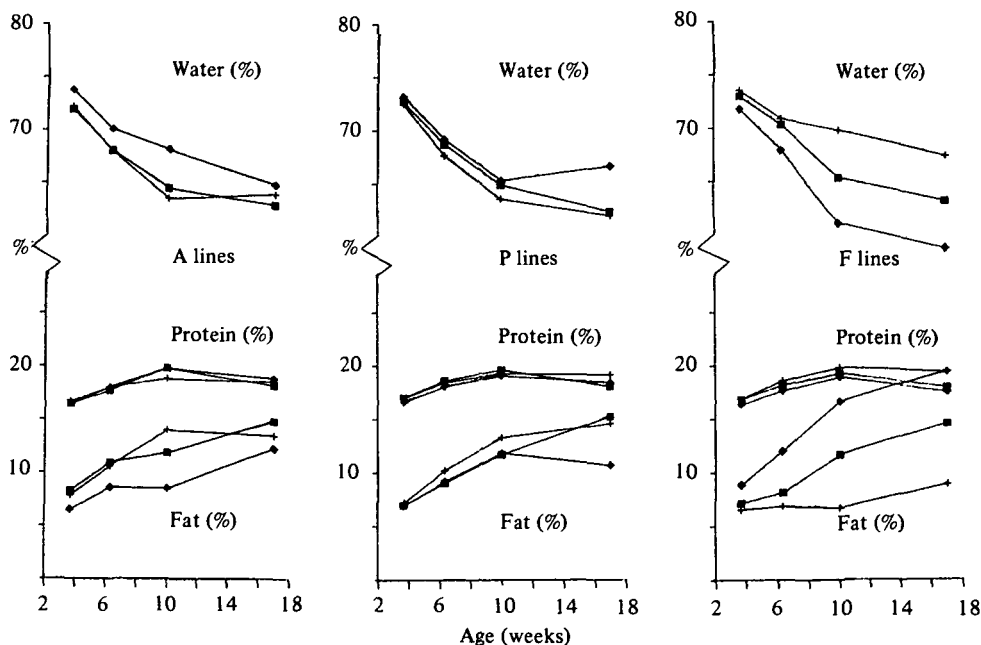 80
Water (%)
70
%
A lines
Protein (%)
20
10
Fat (%)
2 6 10 14 18
80
Water (%)
70
%
P lines
Protein (%)
20
10
Fat (%)
2 6 10 14 18
Age (weeks)
80
Water (%)
70
%
F lines
Protein (%)
20
10
Fat (%)
2 6 10 14 18